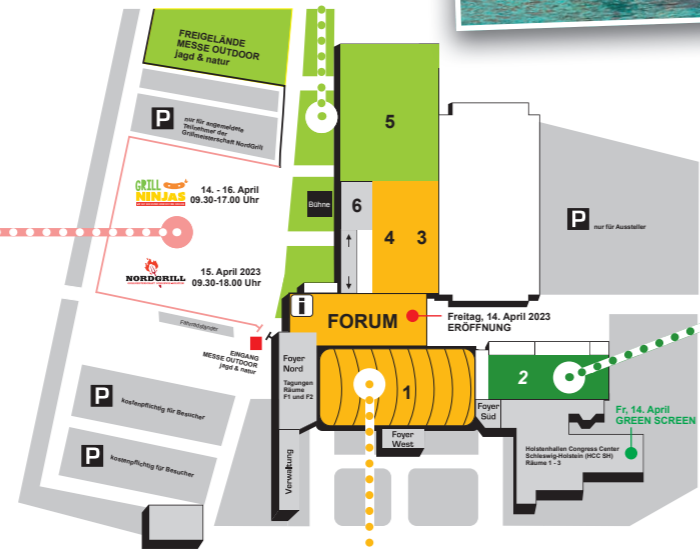 FREIGELÄNDE
MESSE OUTDOOR
jagd & natur
P
nur für angemeldete
Teilnehmer der
Grillmeisterschaft NordGrill
GRILL
NINJAS
14. - 16. April
09.30-17.00 Uhr
NORDGRILL
15. April 2023
09.30-18.00 Uhr
Fahrradständer
EINGANG
MESSE OUTDOOR
jagd & natur
P
kostenpflichtig für Besucher
P
kostenpflichtig für Besucher
Bühne
5
6
4
3
i
FORUM
Freitag, 14. April 2023
ERÖFFNUNG
P
nur für Aussteller
Foyer
Nord
Tagungen
Räume
F1 und F2
1
2
Foyer
Süd
Foyer
West
Verwaltung
Fr, 14. April
GREEN SCREEN
Holstenhallen Congress Center
Schleswig-Holstein (HCC SH)
Räume 1 - 3